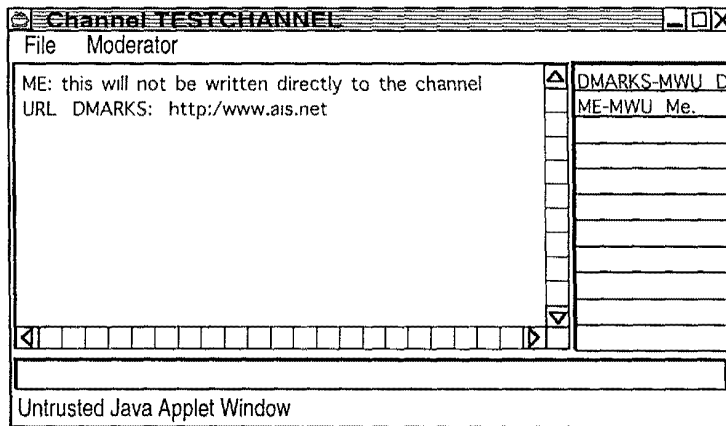 Channel TESTCHANNEL
File Moderator
ME: this will not be written directly to the channel
URL DMARKS: http:/www.ais.net
DMARKS-MWU D
ME-MWU Me.
Untrusted Java Applet Window